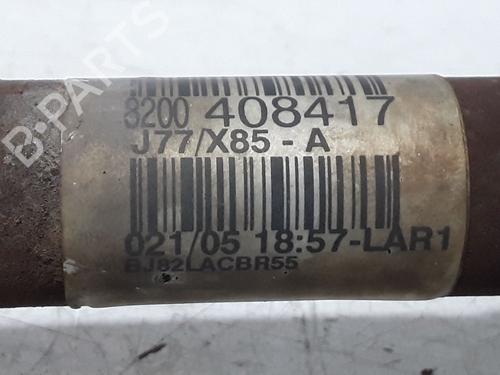 B-PARTS
8200 408417
J77/X85 - A
021/05 18:57-LAR1
BJ82LACBR55